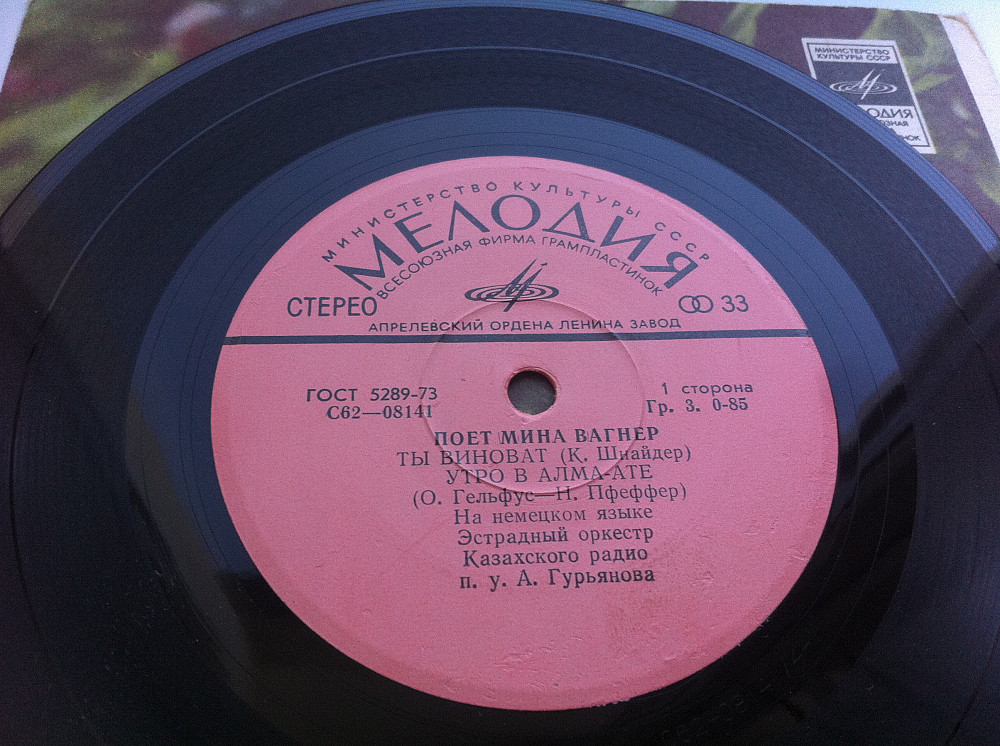 МИНИСТЕРСТВО КУЛЬТУРЫ СССР
МЕЛОДИЯ
ВСЕСОЮЗНАЯ ФИРМА ГРАМПЛАСТИНОК
СТЕРЕО
33
АПРЕЛЕВСКИЙ ОРДЕНА ЛЕНИНА ЗАВОД
ГОСТ 5289-73
С62—08141
1 сторона
Гр. 3. 0-85
ПОЕТ МИНА ВАГНЕР
ТЫ ВИНОВАТ (К. Шнайдер)
УТРО В АЛМА-АТЕ
(О. Гельфус—Н. Пфеффер)
На немецком языке
Эстрадный оркестр
Казахского радио
п. у. А. Гурьянова
МИНИСТЕРСТВО
КУЛЬТУРЫ СССР